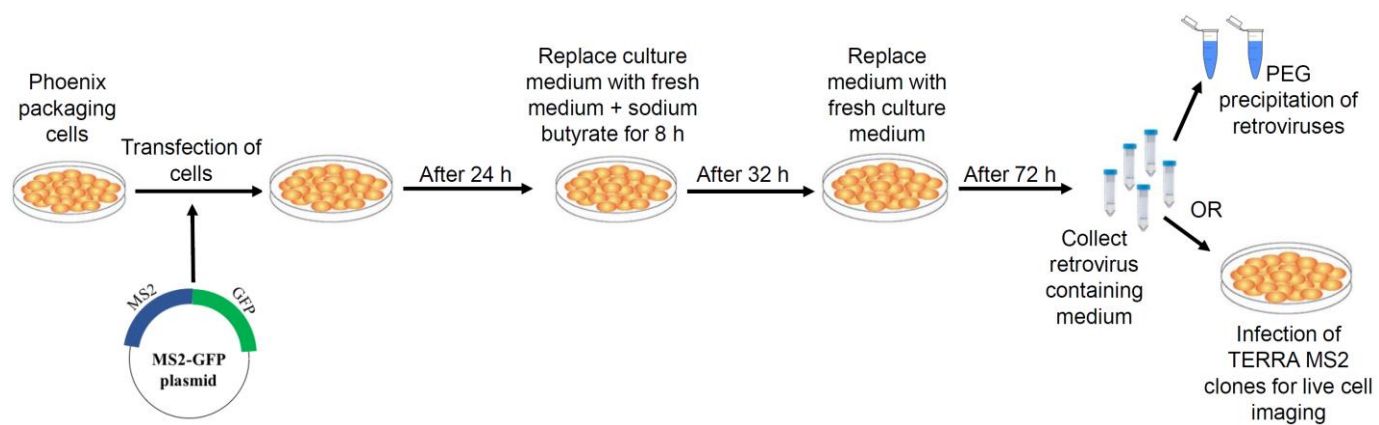 Phoenix
packaging
cells
Transfection of
cells
MS2
GFP
MS2-GFP
plasmid
After 24 h
Replace culture
medium with fresh
medium + sodium
butyrate for 8 h
After 32 h
Replace
medium with
fresh culture
medium
After 72 h
Collect
retrovirus
containing
medium
PEG
precipitation of
retroviruses
OR
Infection of
TERRA MS2
clones for live cell
imaging